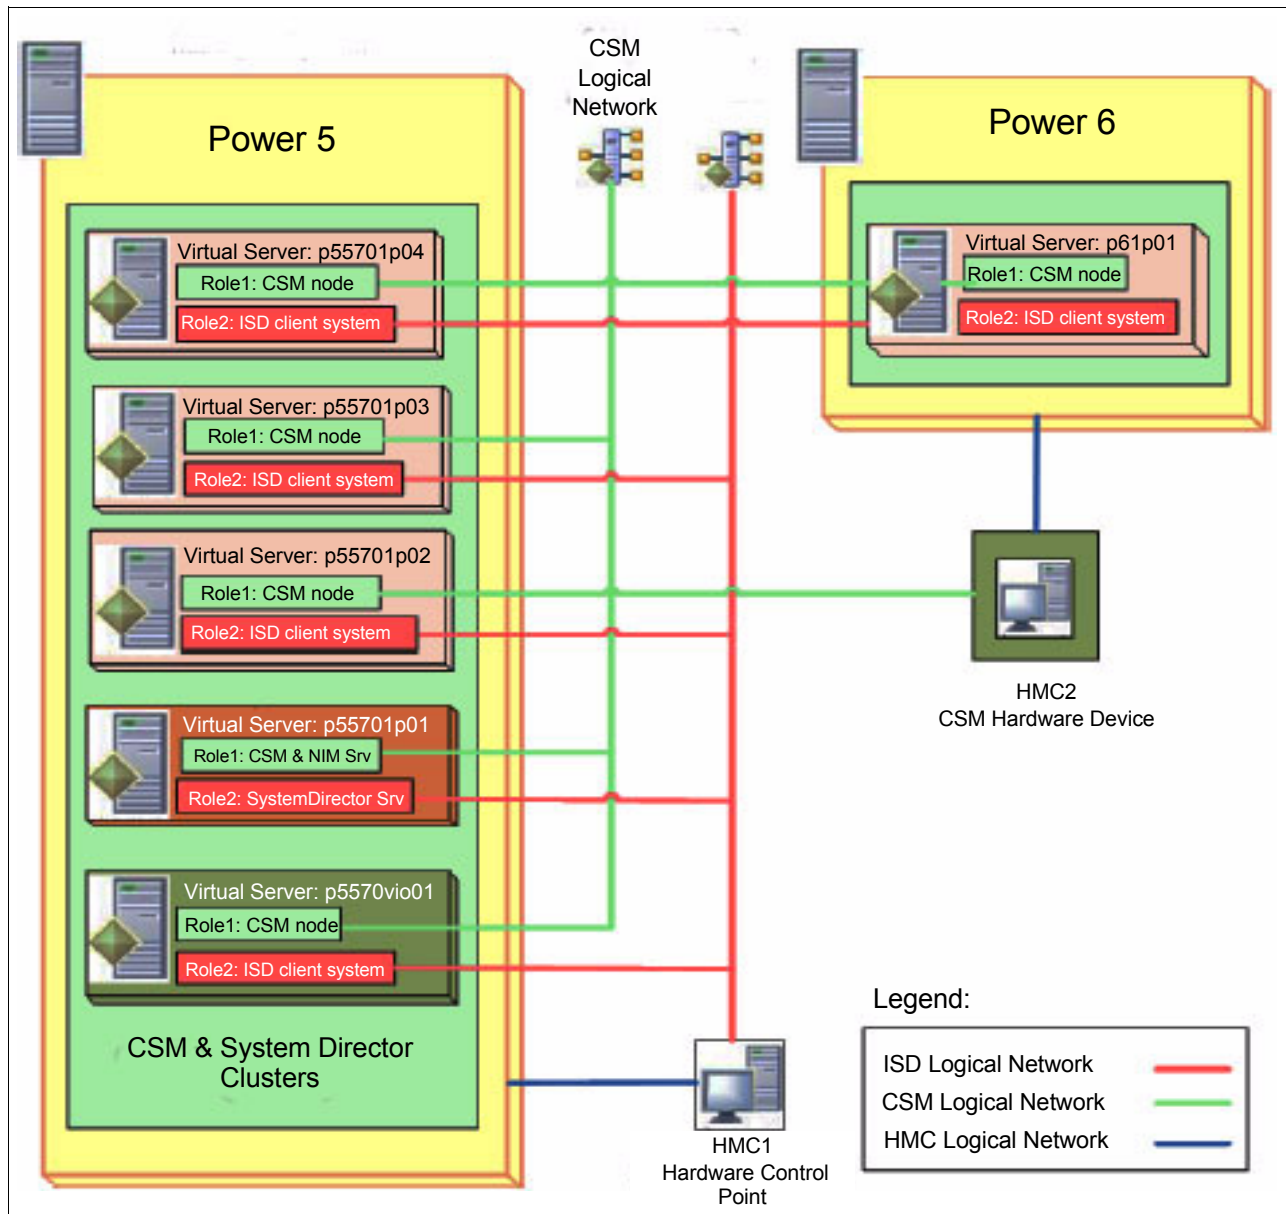 CSM
Logical
Network
Power 5
Power 6
Virtual Server: p55701p04
Role1: CSM node
Role2: ISD client system
Virtual Server: p61p01
Role1: CSM node
Role2: ISD client system
Virtual Server: p55701p03
Role1: CSM node
Role2: ISD client system
Virtual Server: p55701p02
Role1: CSM node
Role2: ISD client system
HMC2
CSM Hardware Device
Virtual Server: p55701p01
Role1: CSM & NIM Srv
Role2: SystemDirector Srv
Virtual Server: p5570vio01
Role1: CSM node
Role2: ISD client system
CSM & System Director
Clusters
HMC1
Hardware Control
Point
Legend:
ISD Logical Network
CSM Logical Network
HMC Logical Network